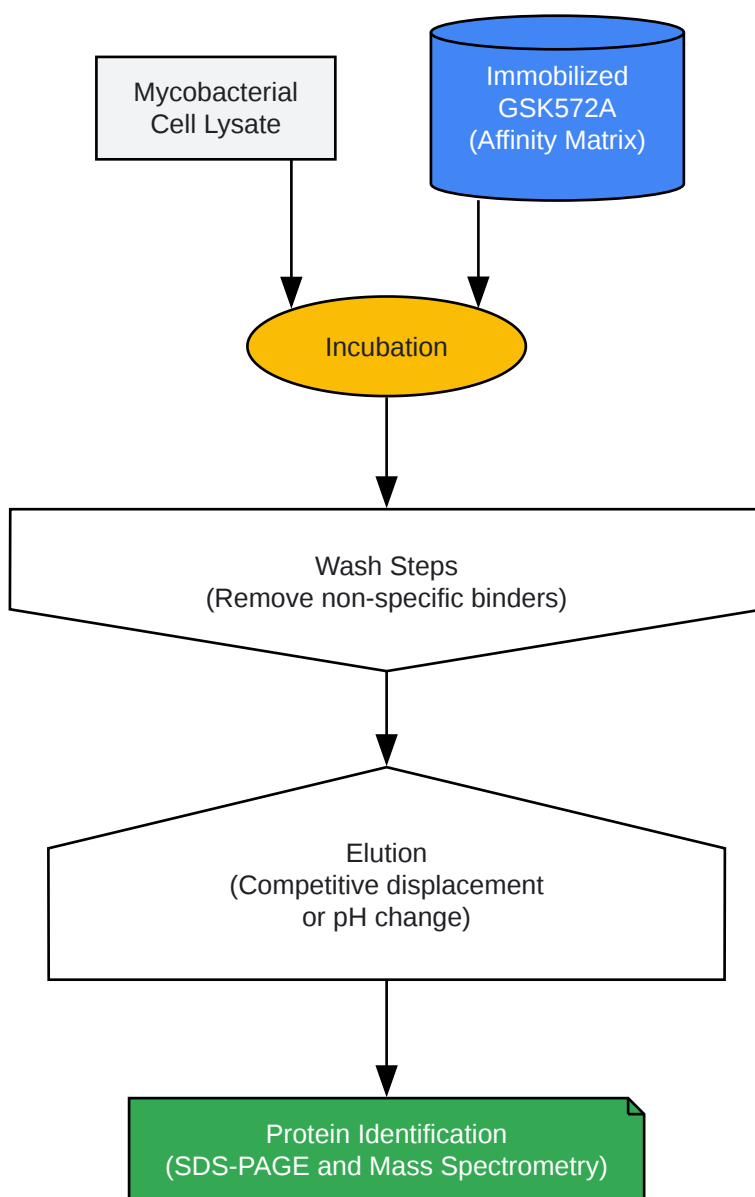 Mycobacterial
Cell Lysate
Immobilized
GSK572A
(Affinity Matrix)
Incubation
Wash Steps
(Remove non-specific binders)
Elution
(Competitive displacement
or pH change)
Protein Identification
(SDS-PAGE and Mass Spectrometry)